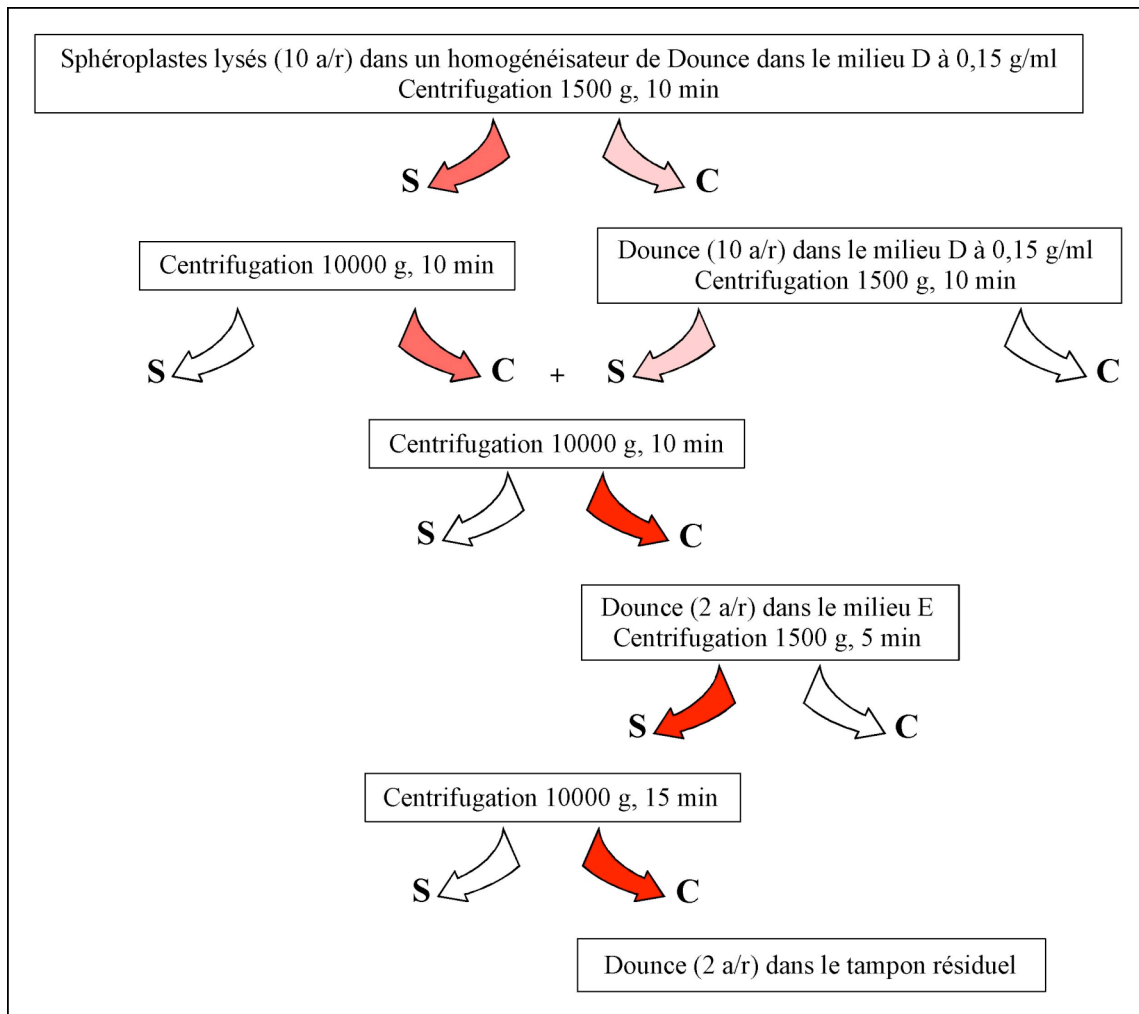 Sphéroplastes lysés (10 a/r) dans un homogénéisateur de Dounce dans le milieu D à 0,15 g/ml
Centrifugation 1500 g, 10 min
S
C
Centrifugation 10000 g, 10 min
Dounce (10 a/r) dans le milieu D à 0,15 g/ml
Centrifugation 1500 g, 10 min
S
C + S
C
Centrifugation 10000 g, 10 min
S
C
Dounce (2 a/r) dans le milieu E
Centrifugation 1500 g, 5 min
S
C
Centrifugation 10000 g, 15 min
S
C
Dounce (2 a/r) dans le tampon résiduel